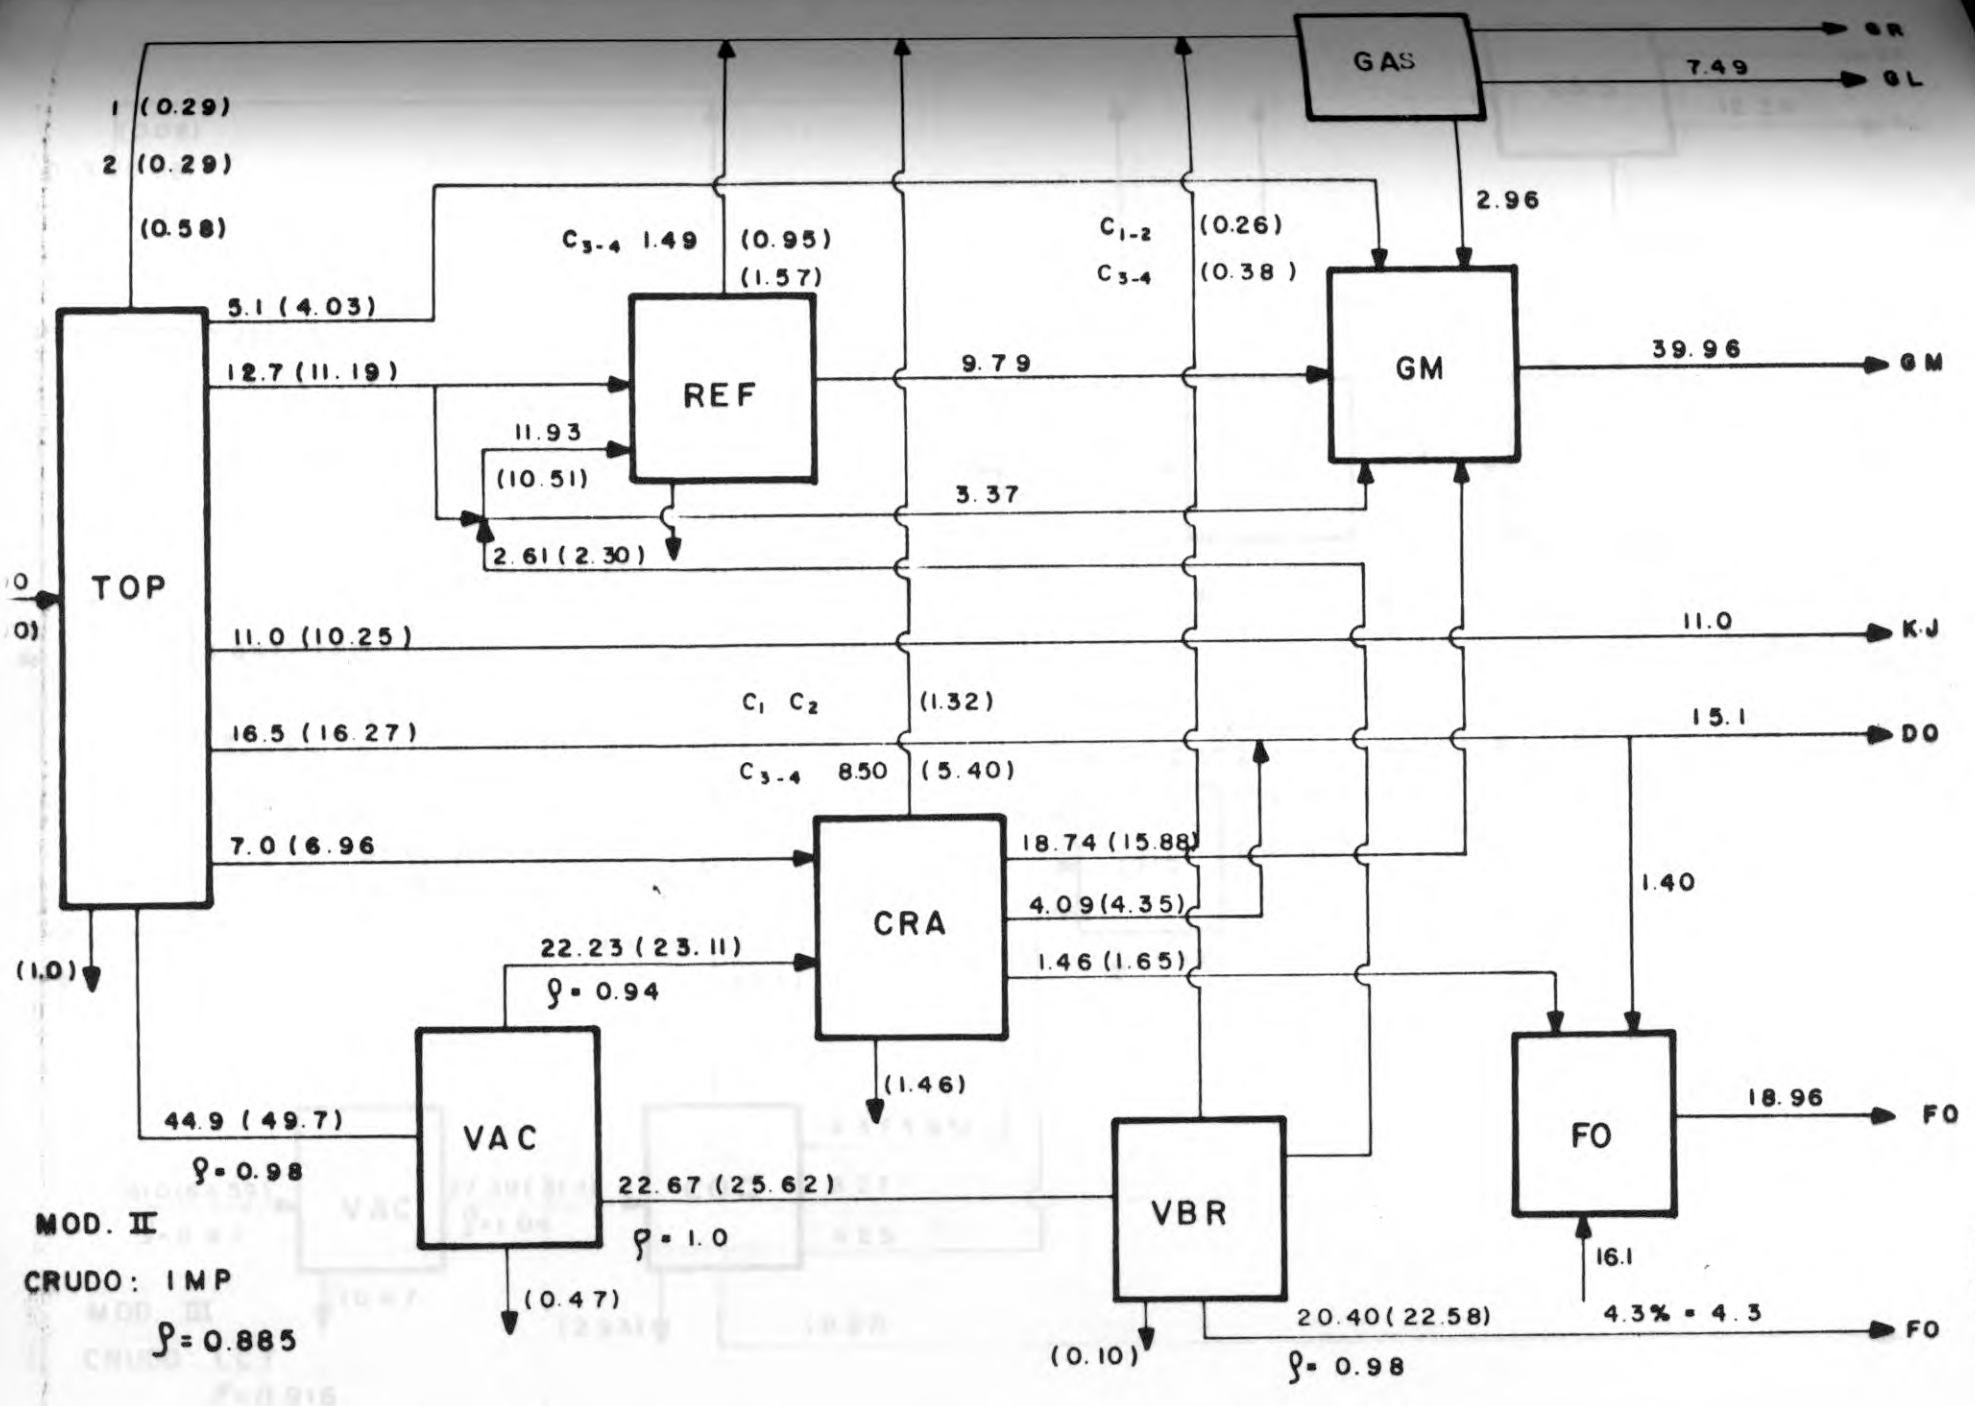 GR
GAS
7.49
GL
1 (0.29)
2 (0.29)
(0.58)
2.96
C₃₋₄ 1.49 (0.95)
(1.57)
C₁₋₂ (0.26)
C₃₋₄ (0.38)
5.1 (4.03)
12.7 (11.19)
REF
9.79
GM
39.96
GM
11.93
(10.51)
3.37
2.61 (2.30)
TOP
0
0)
11.0 (10.25)
11.0
KJ
C₁ C₂ (1.32)
16.5 (16.27)
15.1
DO
C₃₋₄ 8.50 (5.40)
7.0 (6.96
18.74 (15.88)
1.40
CRA
4.09 (4.35)
22.23 (23.11)
1.46 (1.65)
(1.0)
ρ= 0.94
(1.46)
44.9 (49.7)
VAC
FO
18.96
FO
ρ= 0.98
22.67 (25.62)
VBR
MOD. II
ρ= 1.0
16.1
CRUDO: IMP
(0.47)
20.40 (22.58)
4.3% = 4.3
FO
ρ=0.885
(0.10)
ρ= 0.98
MOD. III